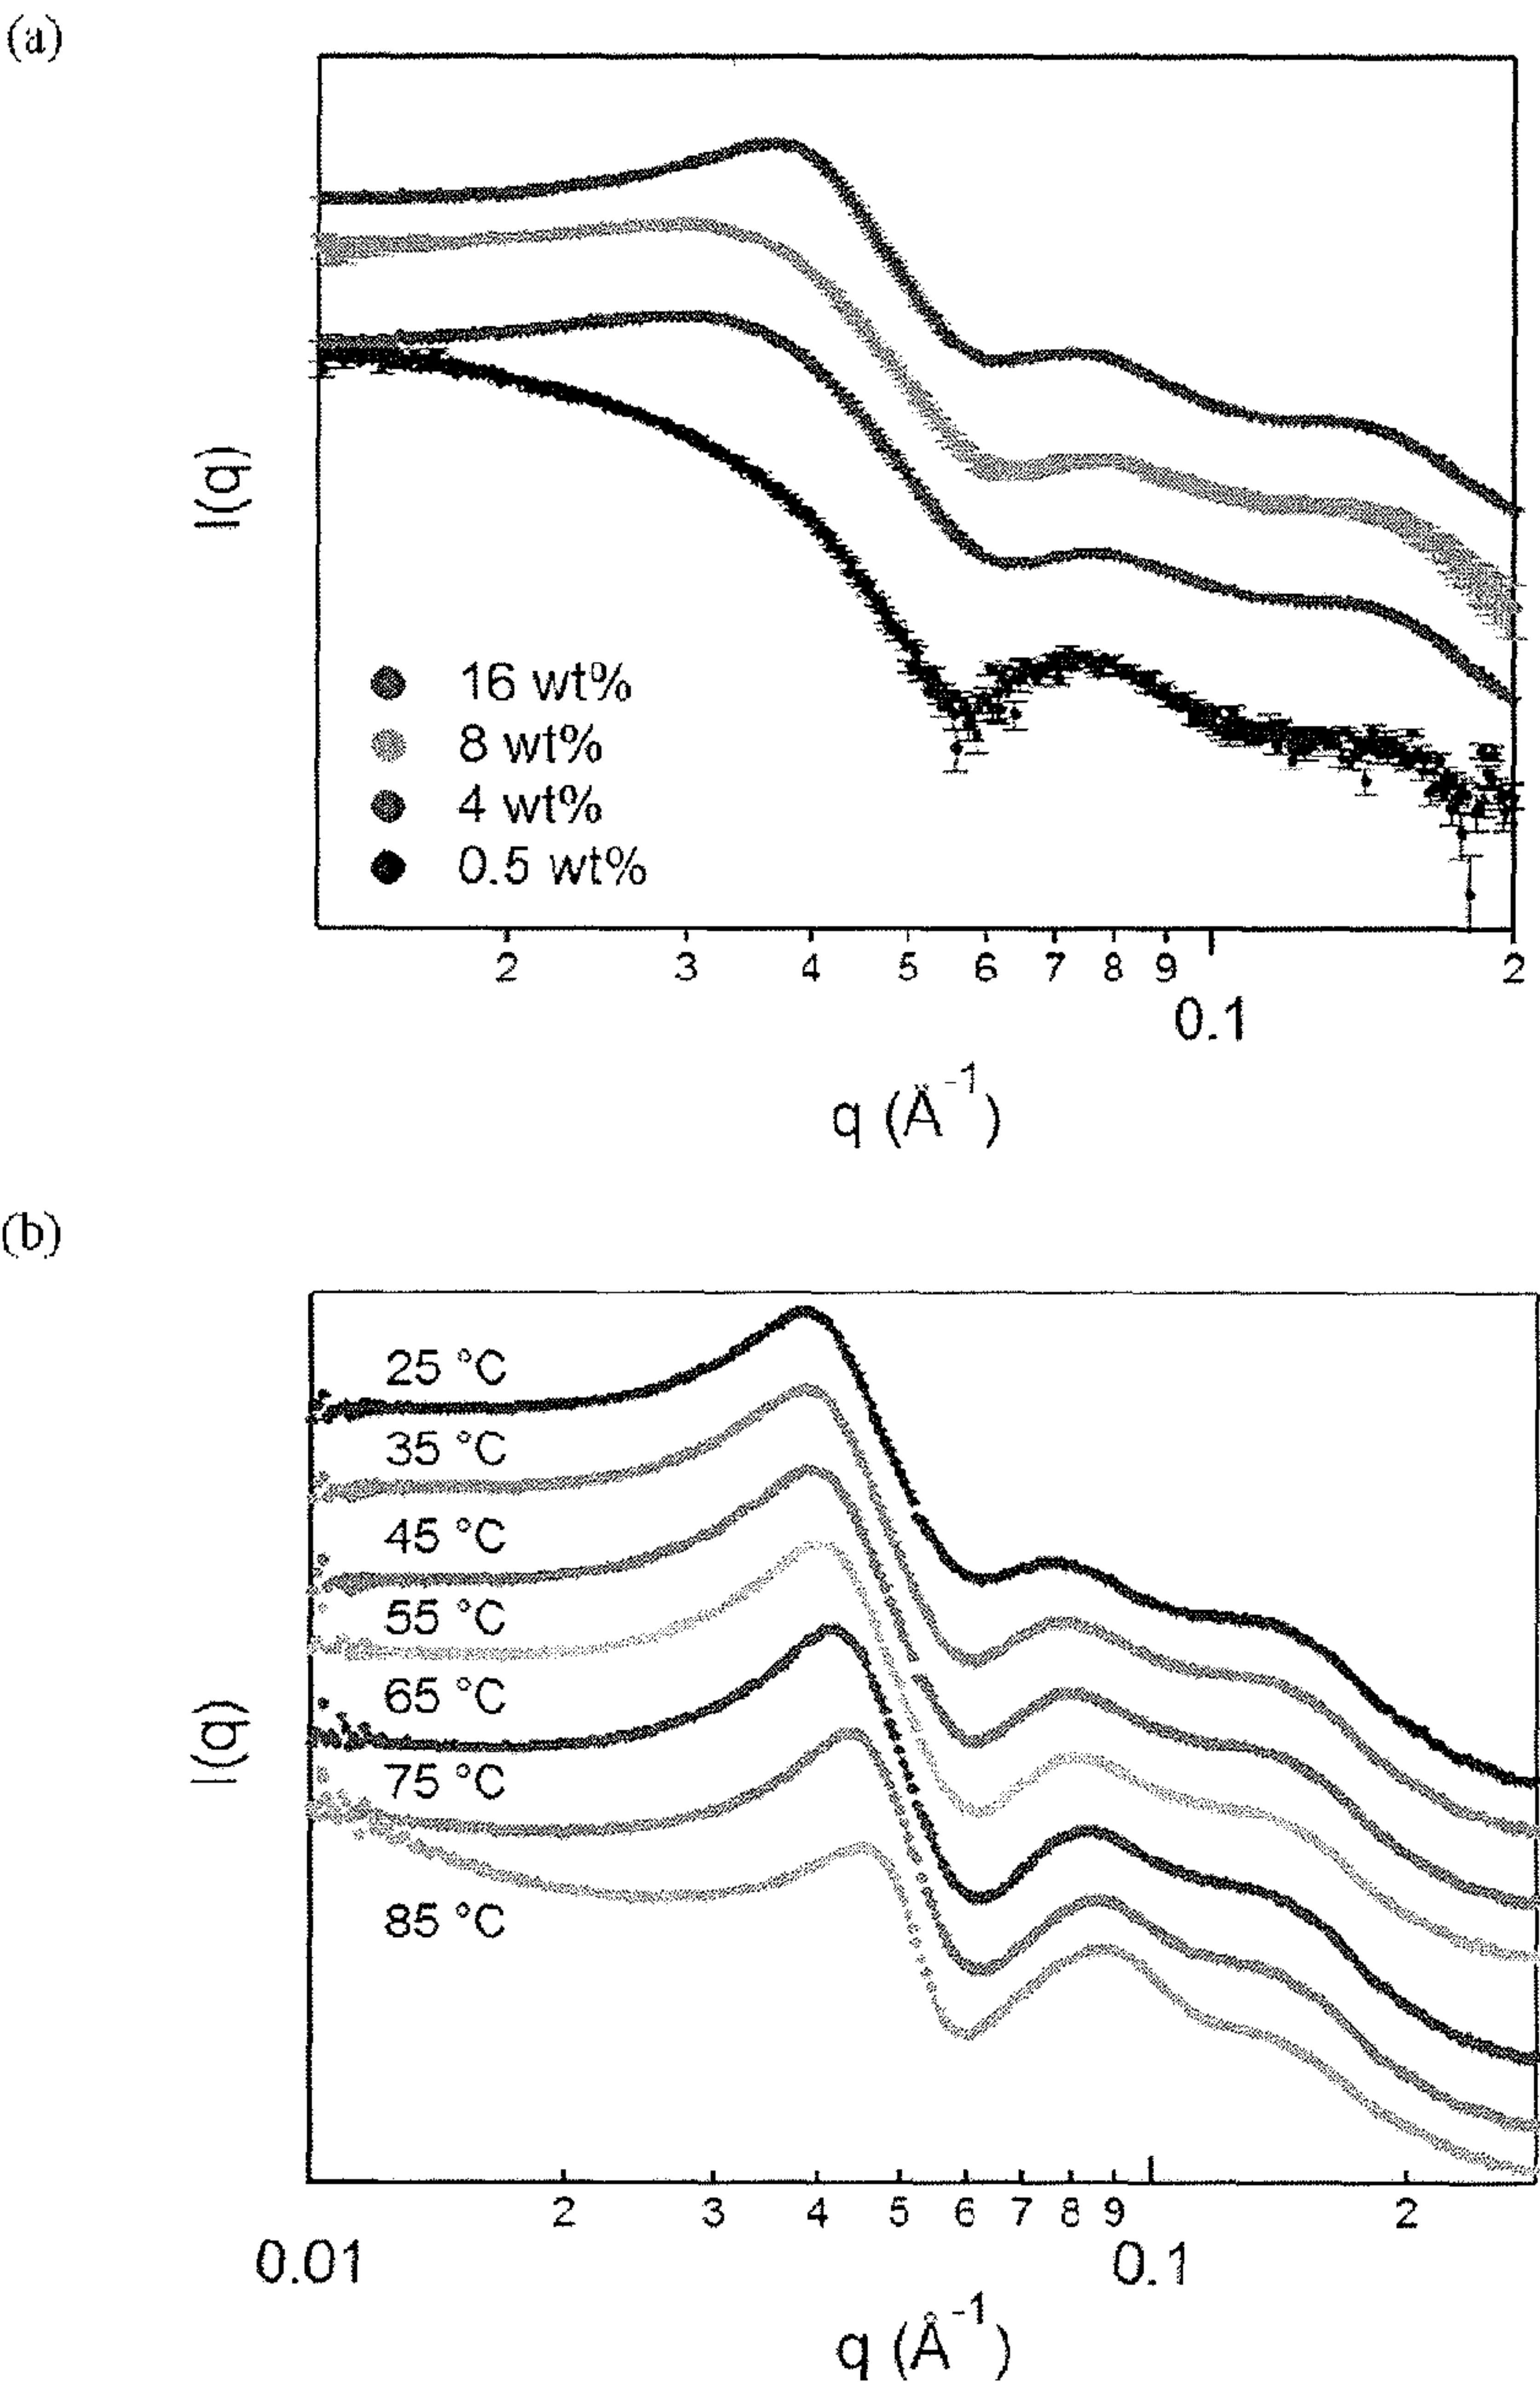 (a)
I(q)
16 wt%
8 wt%
4 wt%
0.5 wt%
2 3 4 5 6 7 8 9 2
0.1
q (Å⁻¹)
(b)
25 °C
35 °C
45 °C
55 °C
65 °C
75 °C
85 °C
I(q)
2 3 4 5 6 7 8 9 2
0.01 0.1
q (Å⁻¹)